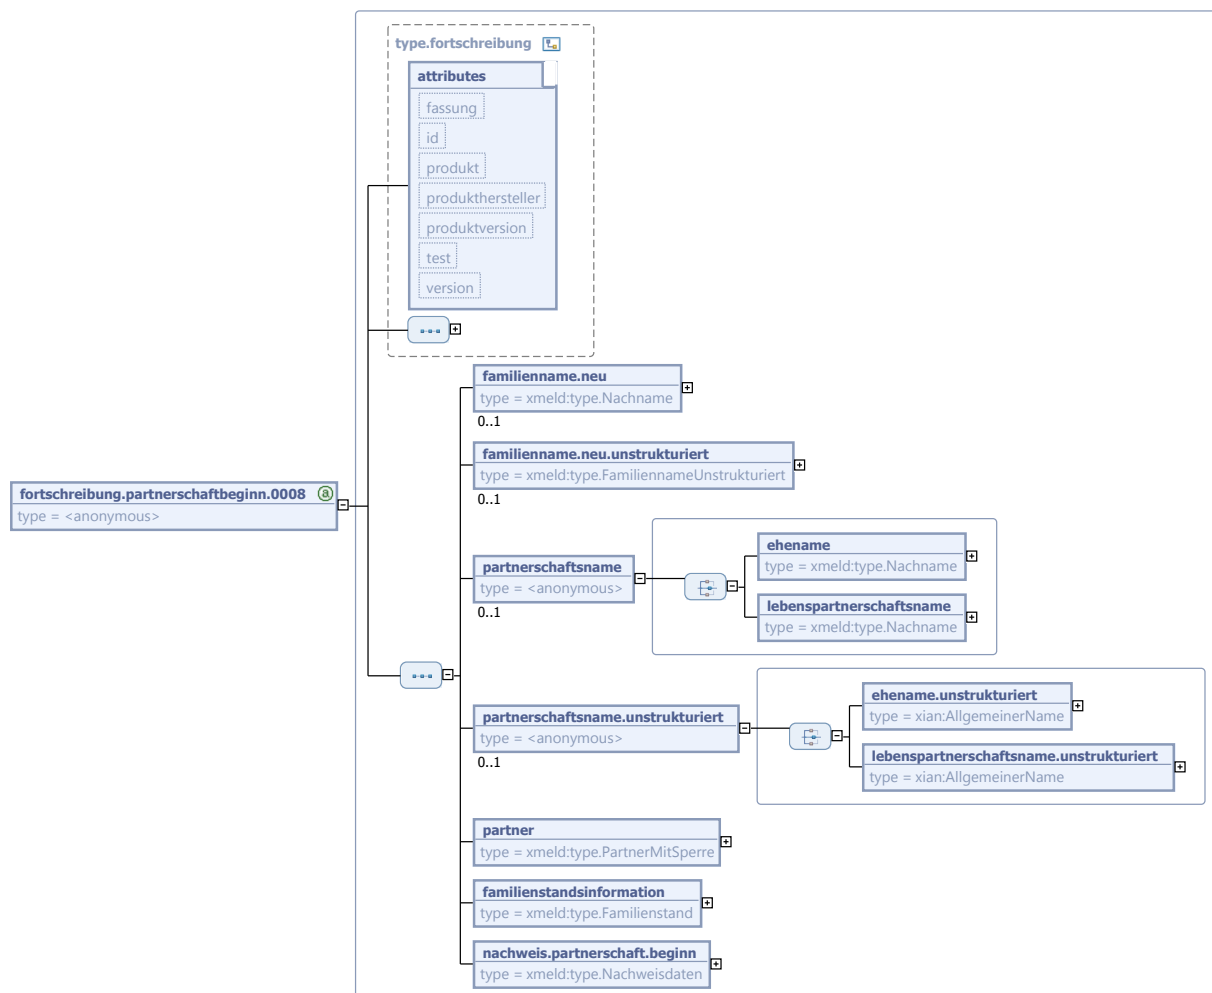 type.fortschreibung
attributes
fassung
id
produkt
produkthersteller
produktversion
test
version
familienname.neu
type = xmeld:type.Nachname
0..1
familienname.neu.unstrukturiert
type = xmeld:type.FamiliennameUnstrukturiert
0..1
fortschreibung.partnerschaftbeginn.0008 a
type = <anonymous>
partnerschaftsname
type = <anonymous>
0..1
ehename
type = xmeld:type.Nachname
lebenspartnerschaftsname
type = xmeld:type.Nachname
partnerschaftsname.unstrukturiert
type = <anonymous>
0..1
ehename.unstrukturiert
type = xian:AllgemeinerName
lebenspartnerschaftsname.unstrukturiert
type = xian:AllgemeinerName
partner
type = xmeld:type.PartnerMitSperre
familienstandsinformation
type = xmeld:type.Familienstand
nachweis.partnerschaft.beginn
type = xmeld:type.Nachweisdaten